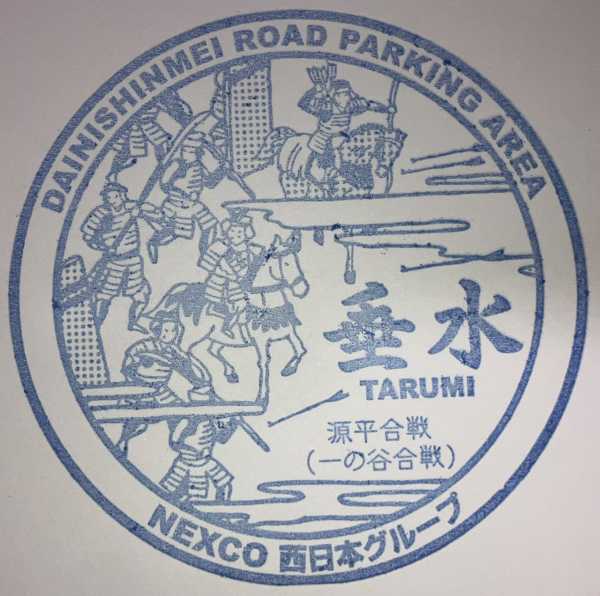 DAINISHINMEI ROAD PARKING AREA
垂水
TARUMI
源平合戦
(一の谷合戦)
NEXCO 西日本グループ